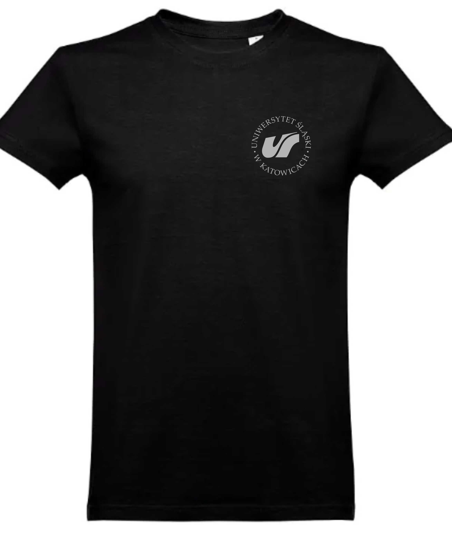 UNIWERSYTET ŚLĄSKI
• W KATOWICACH •